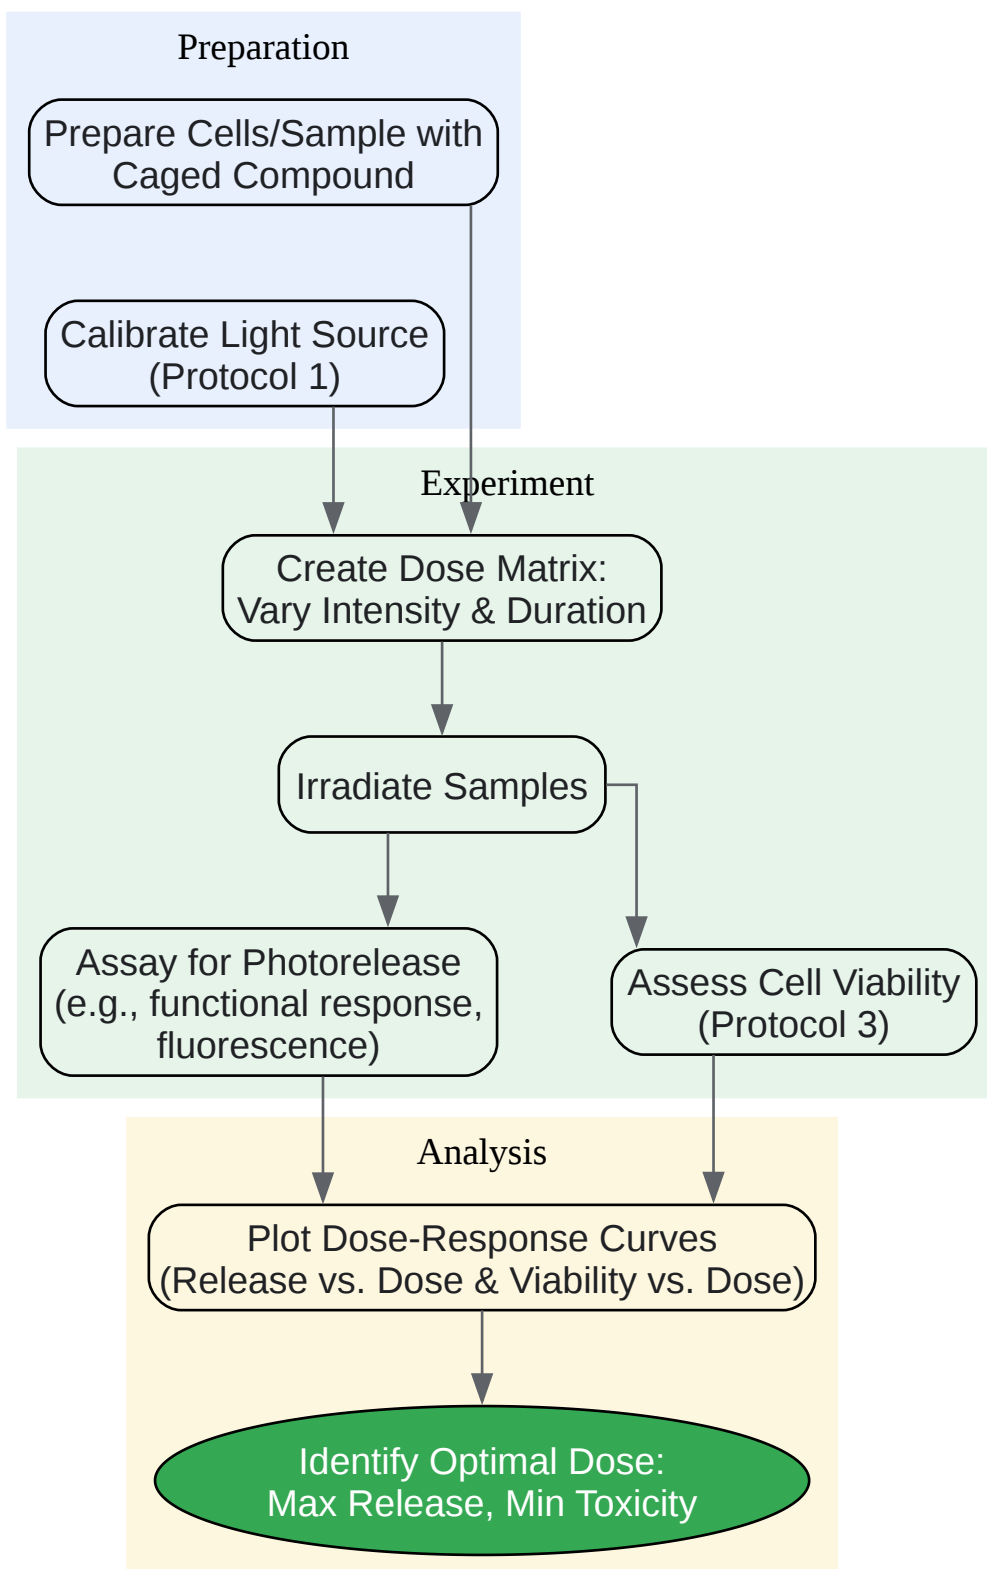 Preparation
Prepare Cells/Sample with
Caged Compound
Calibrate Light Source
(Protocol 1)
Experiment
Create Dose Matrix:
Vary Intensity & Duration
Irradiate Samples
Assay for Photorelease
(e.g., functional response,
fluorescence)
Assess Cell Viability
(Protocol 3)
Analysis
Plot Dose-Response Curves
(Release vs. Dose & Viability vs. Dose)
Identify Optimal Dose:
Max Release, Min Toxicity